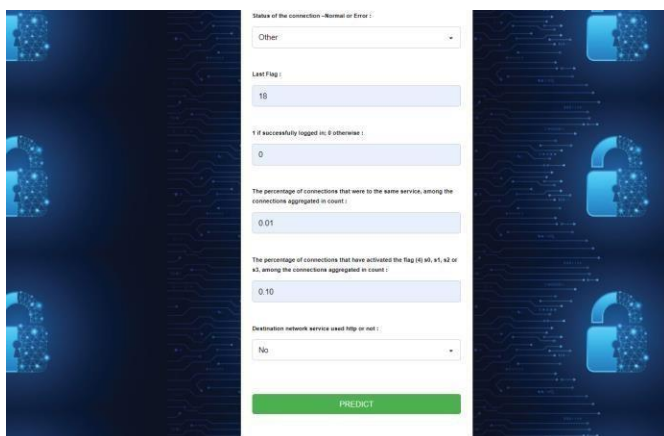 Status of the connection –Normal or Error :
Other
Last Flag :
18
1 if successfully logged in; 0 otherwise :
0
The percentage of connections that were to the same service, among the
connections aggregated in count :
0.01
The percentage of connections that have activated the flag (4) s0, s1, s2 or
s3, among the connections aggregated in count :
0.10
Destination network service used http or not :
No
PREDICT